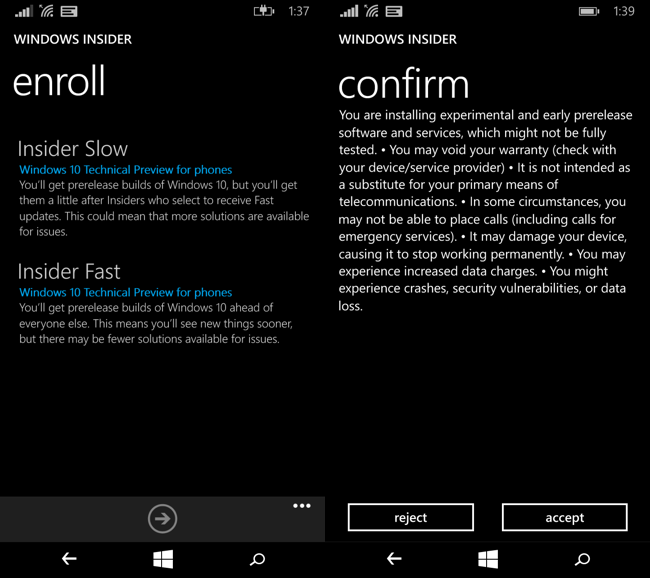 1:37
WINDOWS INSIDER
enroll
Insider Slow
Windows 10 Technical Preview for phones
You'll get prerelease builds of Windows 10, but you'll get
them a little after Insiders who select to receive Fast
updates. This could mean that more solutions are available
for issues.
Insider Fast
Windows 10 Technical Preview for phones
You'll get prerelease builds of Windows 10 ahead of
everyone else. This means you'll see new things sooner,
but there may be fewer solutions available for issues.
1:39
WINDOWS INSIDER
confirm
You are installing experimental and early prerelease
software and services, which might not be fully
tested. • You may void your warranty (check with
your device/service provider) • It is not intended as
a substitute for your primary means of
telecommunications. • In some circumstances, you
may not be able to place calls (including calls for
emergency services). • It may damage your device,
causing it to stop working permanently. • You may
experience increased data charges. • You might
experience crashes, security vulnerabilities, or data
loss.
reject
accept